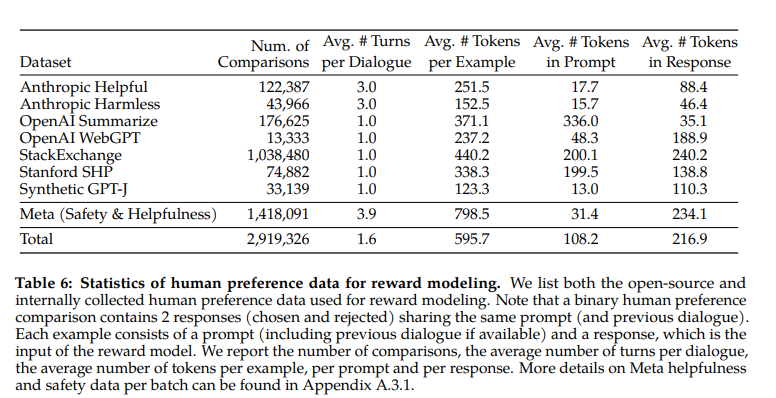 Num. of Avg. # Turns Avg. # Tokens Avg. # Tokens Avg. # Tokens
Dataset Comparisons per Dialogue per Example in Prompt in Response
Anthropic Helpful 122,387 3.0 251.5 17.7 88.4
Anthropic Harmless 43,966 3.0 152.5 15.7 46.4
OpenAI Summarize 176,625 1.0 371.1 336.0 35.1
OpenAI WebGPT 13,333 1.0 237.2 48.3 188.9
StackExchange 1,038,480 1.0 440.2 200.1 240.2
Stanford SHP 74,882 1.0 338.3 199.5 138.8
Synthetic GPT-J 33,139 1.0 123.3 13.0 110.3
Meta (Safety & Helpfulness) 1,418,091 3.9 798.5 31.4 234.1
Total 2,919,326 1.6 595.7 108.2 216.9
Table 6: Statistics of human preference data for reward modeling. We list both the open-source and
internally collected human preference data used for reward modeling. Note that a binary human preference
comparison contains 2 responses (chosen and rejected) sharing the same prompt (and previous dialogue).
Each example consists of a prompt (including previous dialogue if available) and a response, which is the
input of the reward model. We report the number of comparisons, the average number of turns per dialogue,
the average number of tokens per example, per prompt and per response. More details on Meta helpfulness
and safety data per batch can be found in Appendix A.3.1.